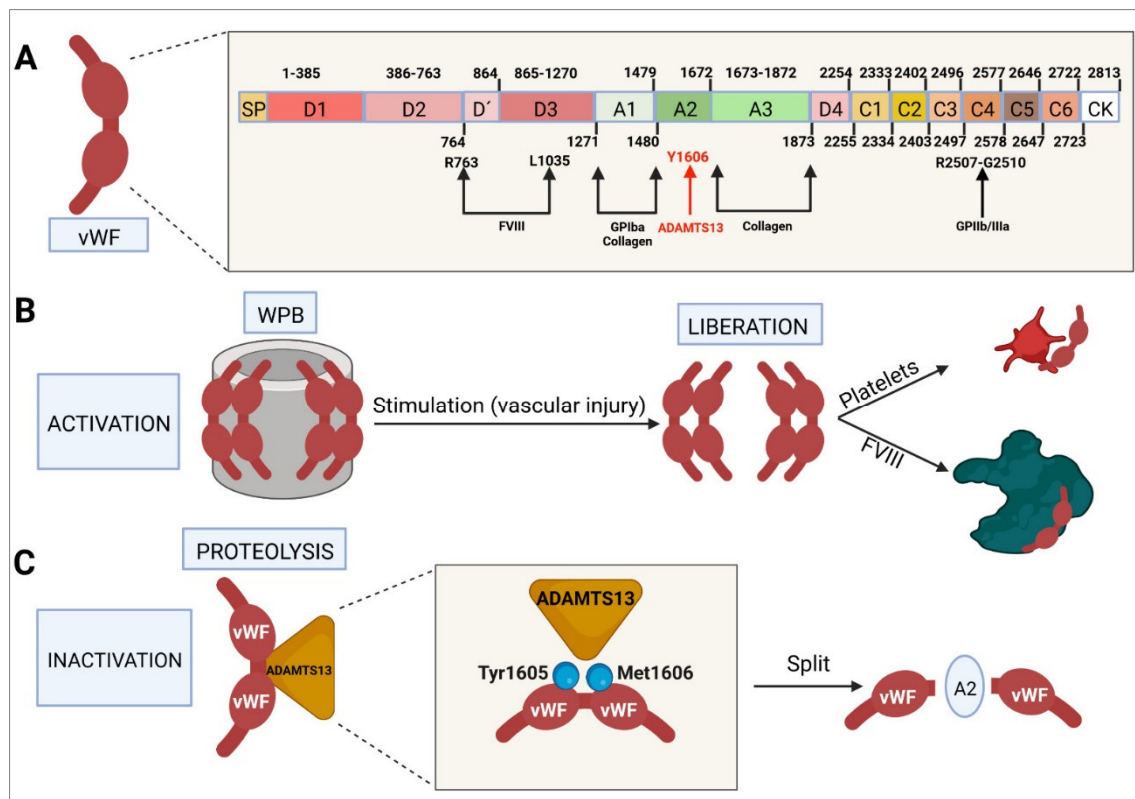 A
1-385 386-763 864 865-1270 1479 1672 1673-1872 2254 2333 2402 2496 2577 2646 2722 2813
SP D1 D2 D´ D3 A1 A2 A3 D4 C1 C2 C3 C4 C5 C6 CK
764 1271 1480 1873 2255 2334 2403 2497 2578 2647 2723
R763 L1035 Y1606 R2507-G2510
FVIII GPIba ADAMTS13 Collagen GPIIb/IIIa
Collagen
vWF
B
WPB
LIBERATION
ACTIVATION
Stimulation (vascular injury)
Platelets
FVIII
C
PROTEOLYSIS
INACTIVATION
vWF
ADAMTS13
vWF
ADAMTS13
Tyr1605 Met1606
vWF vWF
Split
vWF A2 vWF